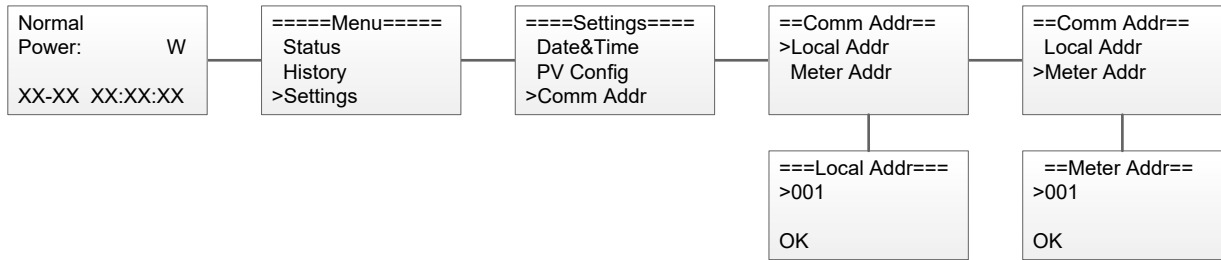 Normal
Power: W
XX-XX XX:XX:XX
=====Menu=====
Status
History
>Settings
====Settings====
Date&Time
PV Config
>Comm Addr
==Comm Addr==
>Local Addr
Meter Addr
==Comm Addr==
Local Addr
>Meter Addr
===Local Addr===
>001
OK
==Meter Addr==
>001
OK